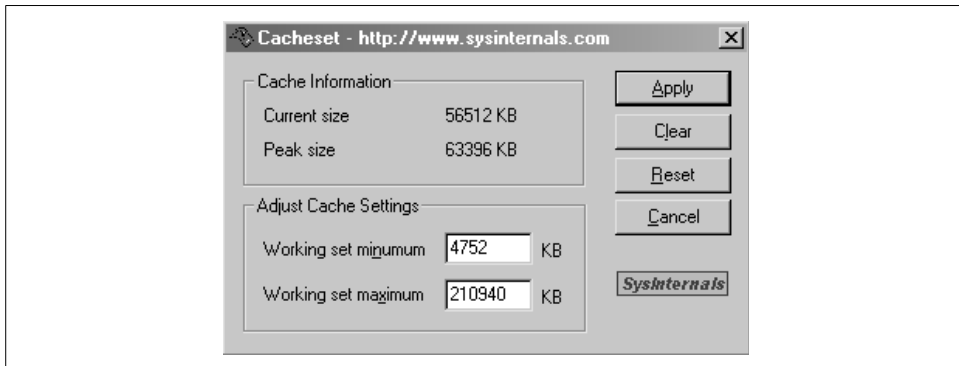 Cacheset - http://www.sysinternals.com
Cache Information
Current size 56512 KB
Peak size 63396 KB
Adjust Cache Settings
Working set minumum 4752 KB
Working set maximum 210940 KB
Apply
Clear
Reset
Cancel
SysInternals